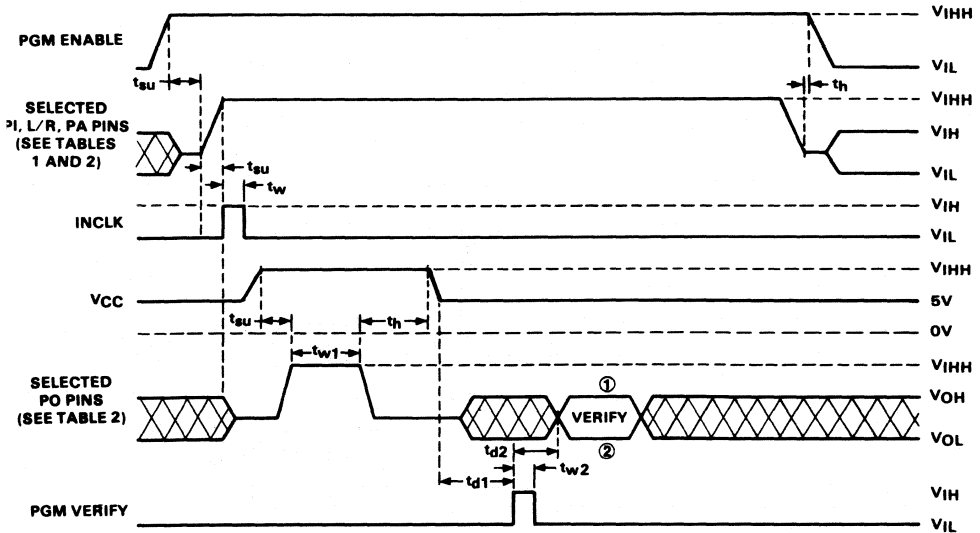 PGM ENABLE
VIHH
VIL
tsu
th
SELECTED
PI, L/R, PA PINS
(SEE TABLES
1 AND 2)
VIHH
VIH
VIL
tsu
tw
INCLK
VIH
VIL
VCC
VIHH
5V
tsu
th
0V
tw1
SELECTED
PO PINS
(SEE TABLE 2)
VIHH
①
VOH
VERIFY
VOL
②
td2
tw2
td1
PGM VERIFY
VIH
VIL